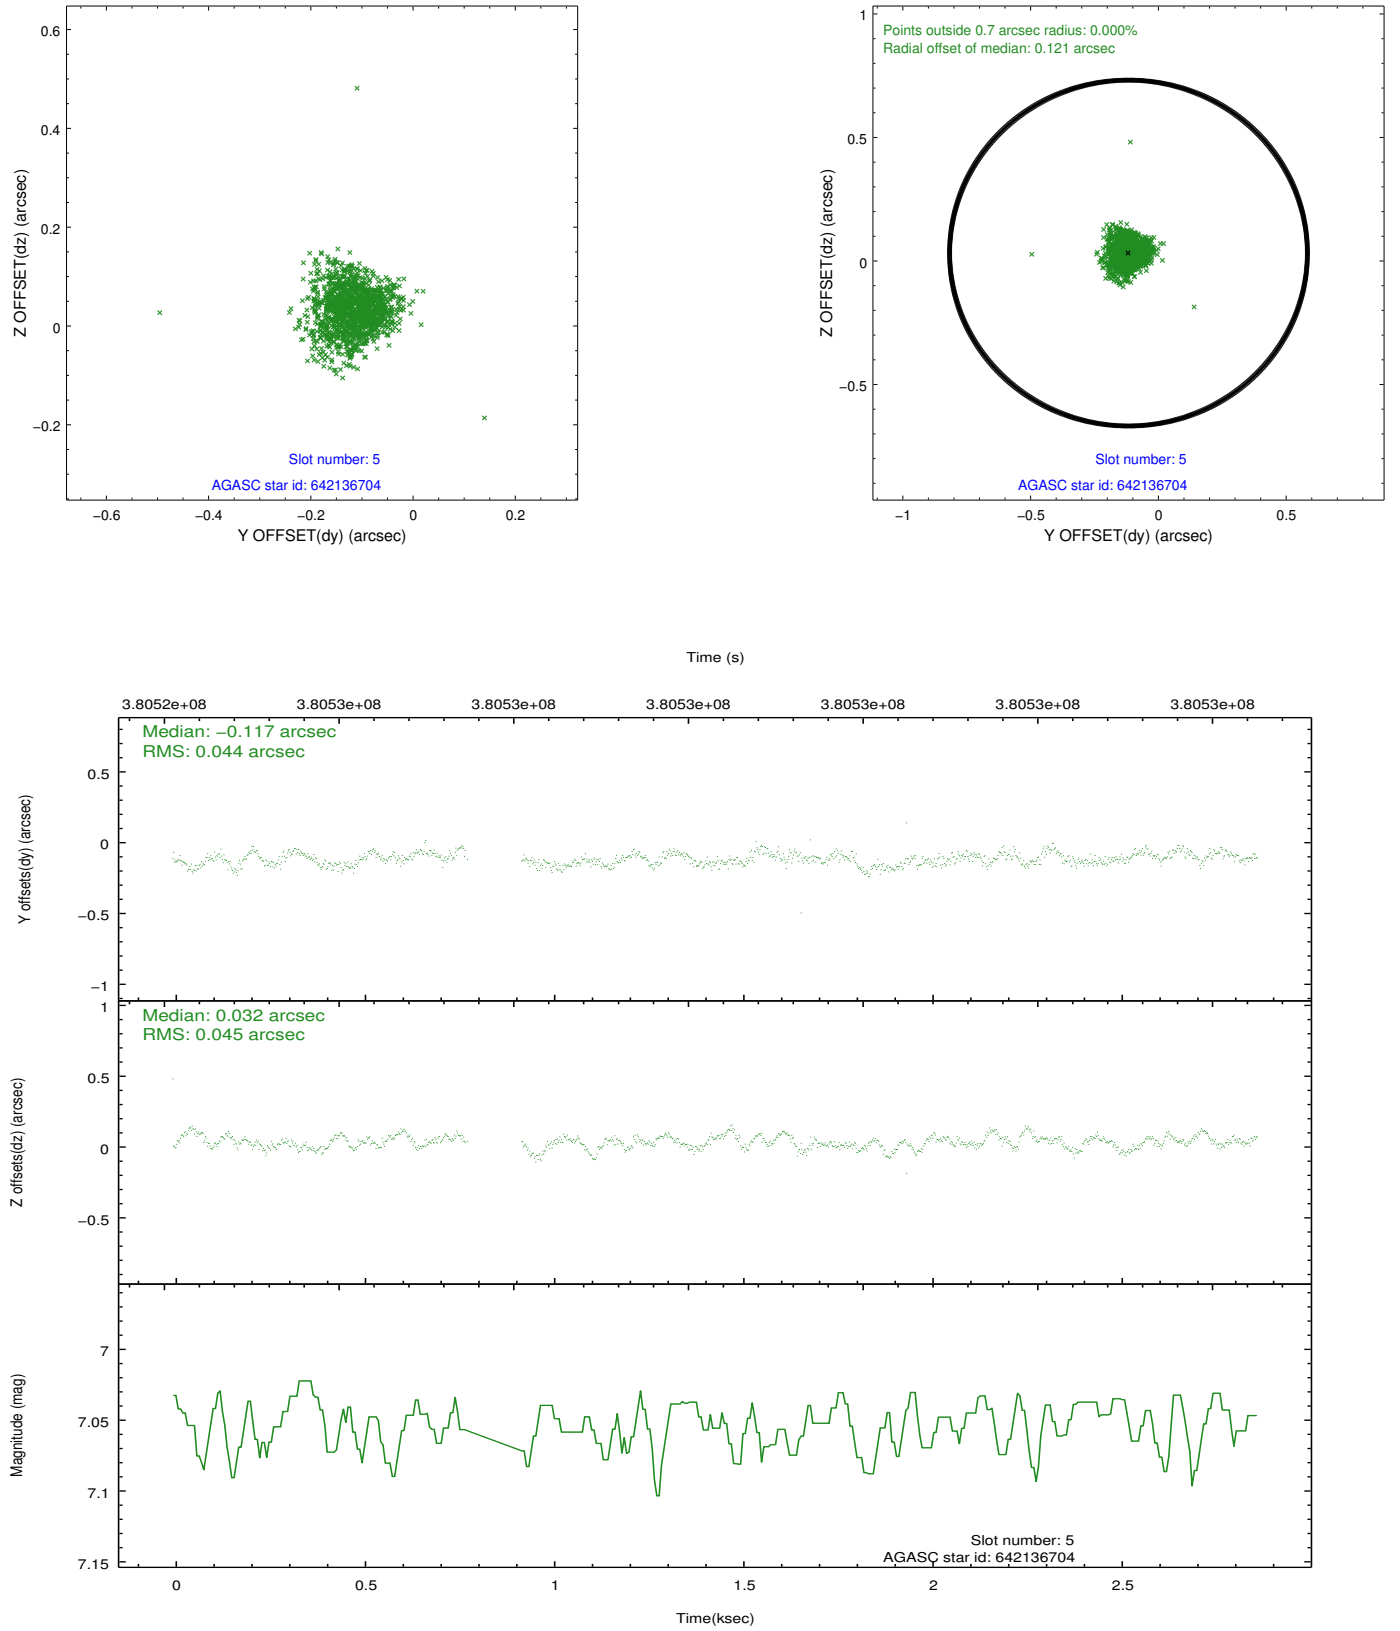 0.6
0.4
0.2
0
−0.2
Z OFFSET(dz) (arcsec)
Slot number: 5
AGASC star id: 642136704
−0.6 −0.4 −0.2 0 0.2
Y OFFSET(dy) (arcsec)
Points outside 0.7 arcsec radius: 0.000%
Radial offset of median: 0.121 arcsec
1
0.5
0
−0.5
Z OFFSET(dz) (arcsec)
Slot number: 5
AGASC star id: 642136704
−1 −0.5 0 0.5
Y OFFSET(dy) (arcsec)
Time (s)
3.8052e+08 3.8053e+08 3.8053e+08 3.8053e+08 3.8053e+08 3.8053e+08 3.8053e+08
Median: −0.117 arcsec
RMS: 0.044 arcsec
0.5
0
−0.5
−1
Y offsets(dy) (arcsec)
Median: 0.032 arcsec
RMS: 0.045 arcsec
1
0.5
0
−0.5
Z offsets(dz) (arcsec)
7
7.05
7.1
7.15
Magnitude (mag)
Slot number: 5
AGASC star id: 642136704
0 0.5 1 1.5 2 2.5
Time(ksec)